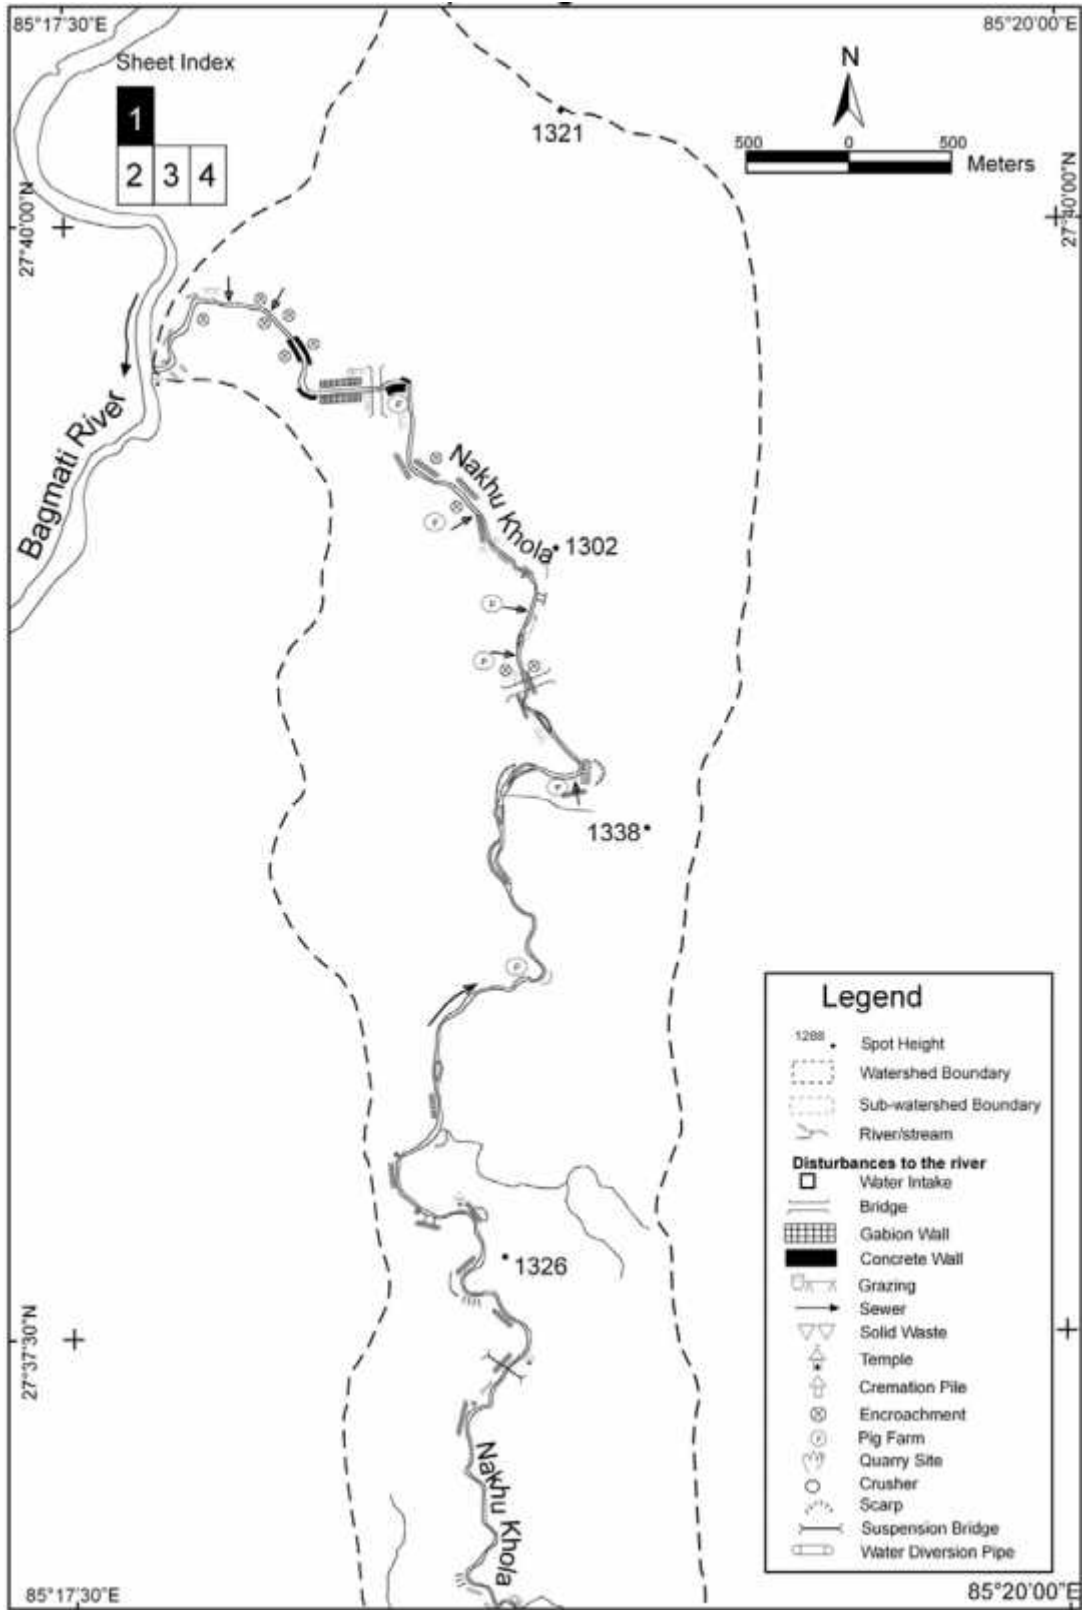 85°17'30"E
85°20'00"E
Sheet Index
1
2 3 4
N
1321
500 0 500
Meters
27°40'00"N
27°40'00"N
Bagmati River
Nakhu Khola
1302
1338
1326
27°37'30"N
Nakhu Khola
Legend
1288
Spot Height
Watershed Boundary
Sub-watershed Boundary
River/stream
Disturbances to the river
Water Intake
Bridge
Gabion Wall
Concrete Wall
Grazing
Sewer
Solid Waste
Temple
Cremation Pile
Encroachment
Pig Farm
Quarry Site
Crusher
Scarp
Suspension Bridge
Water Diversion Pipe
85°17'30"E
85°20'00"E